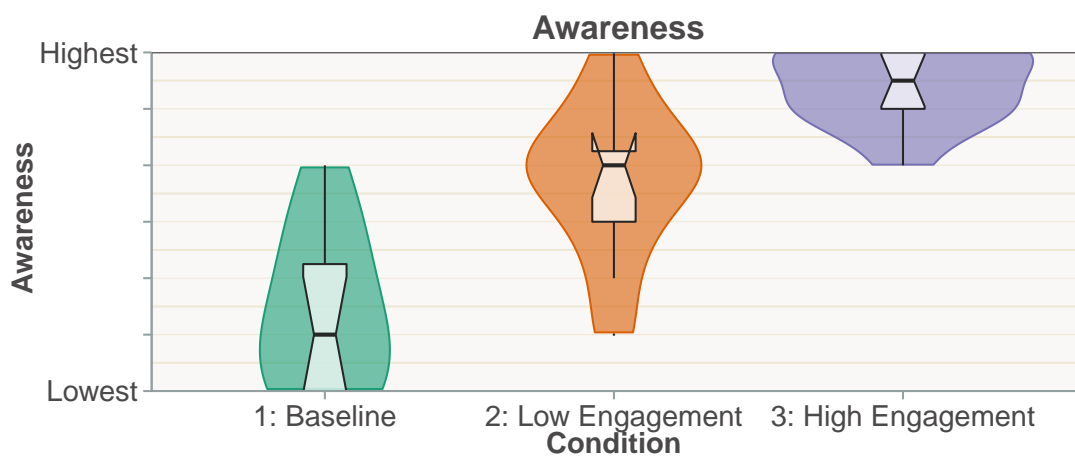 Awareness
Highest
Awareness
Lowest
1: Baseline
2: Low Engagement
3: High Engagement
Condition